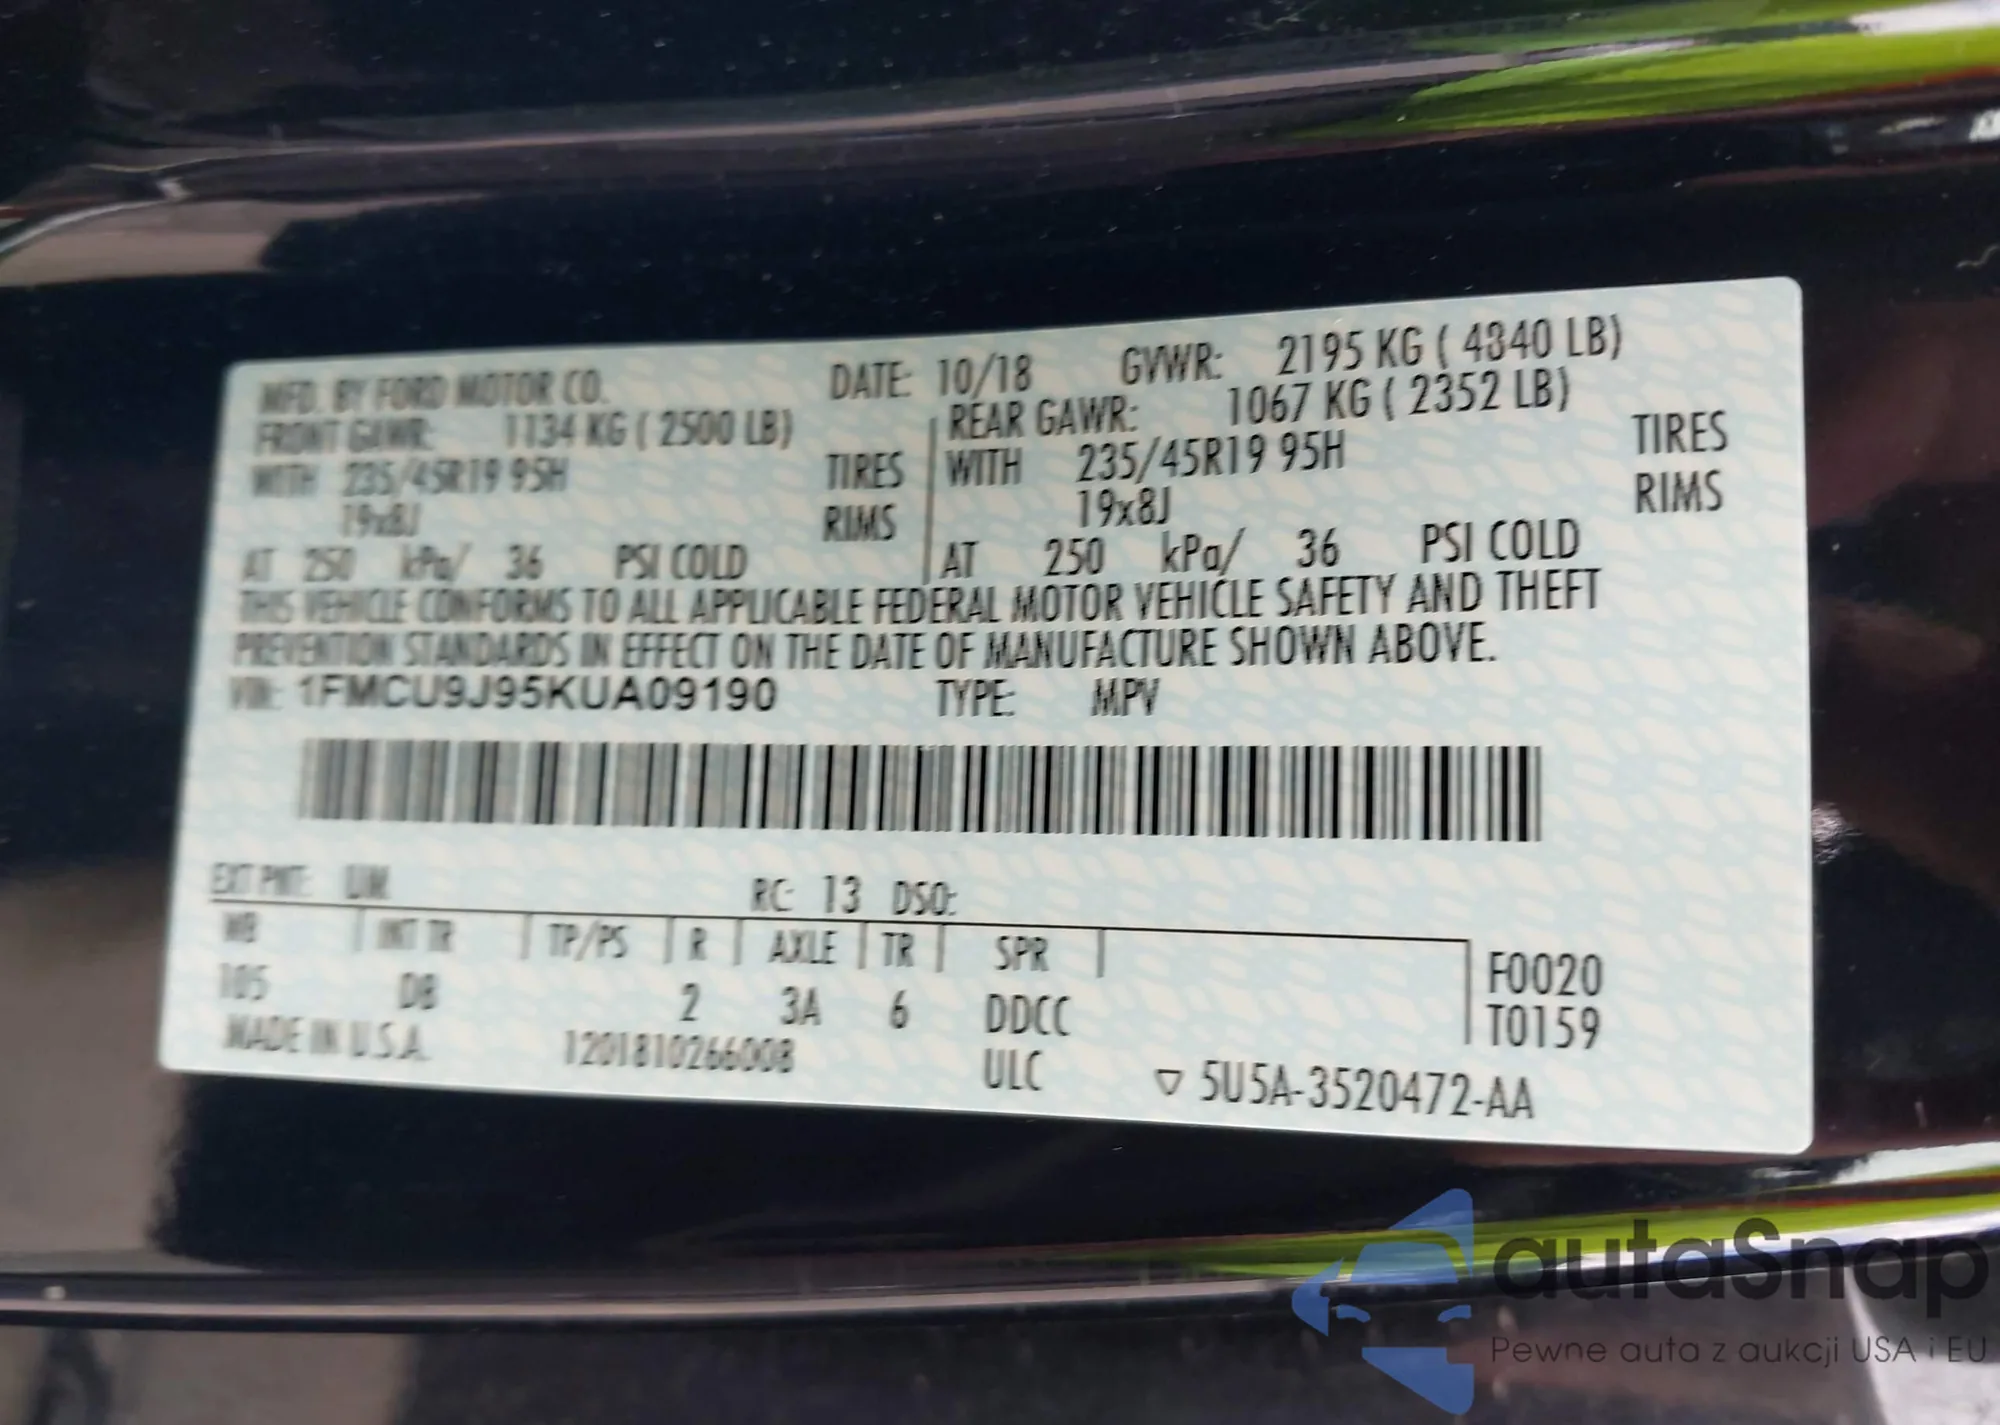 MFD. BY FORD MOTOR CO. DATE: 10/18 GVWR: 2195 KG ( 4840 LB)
FRONT GAWR: 1134 KG ( 2500 LB) REAR GAWR: 1067 KG ( 2352 LB)
WITH 235/45R19 95H TIRES WITH 235/45R19 95H TIRES
19x8J RIMS 19x8J RIMS
AT 250 kPa/ 36 PSI COLD AT 250 kPa/ 36 PSI COLD
THIS VEHICLE CONFORMS TO ALL APPLICABLE FEDERAL MOTOR VEHICLE SAFETY AND THEFT
PREVENTION STANDARDS IN EFFECT ON THE DATE OF MANUFACTURE SHOWN ABOVE.
VIN: 1FMCU9J95KUA09190 TYPE: MPV
EXT PNT: UM RC: 13 DSO:
WB INT TR TP/PS R AXLE TR SPR
105 DB 2 3A 6 DDCC
F0020
T0159
MADE IN U.S.A. 1201810266008 ULC ▽ 5U5A-3520472-AA
autaSnap
Pewne auta z aukcji USA i EU